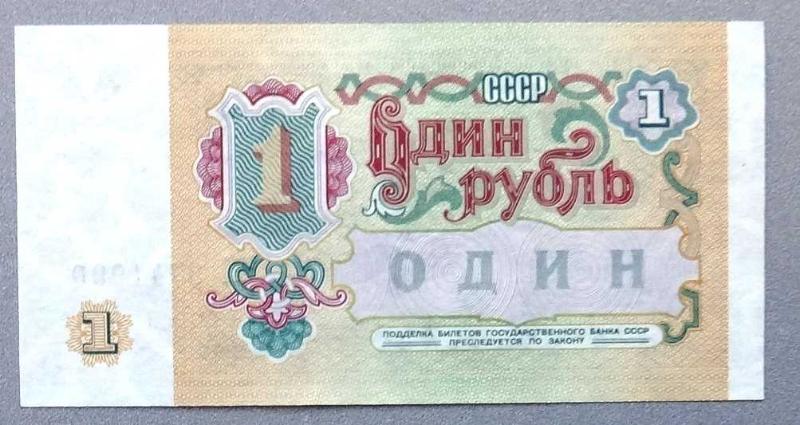 СССР
1
1
Один
рубль
ОДИН
1
ПОДДЕЛКА БИЛЕТОВ ГОСУДАРСТВЕННОГО БАНКА СССР
ПРЕСЛЕДУЕТСЯ ПО ЗАКОНУ